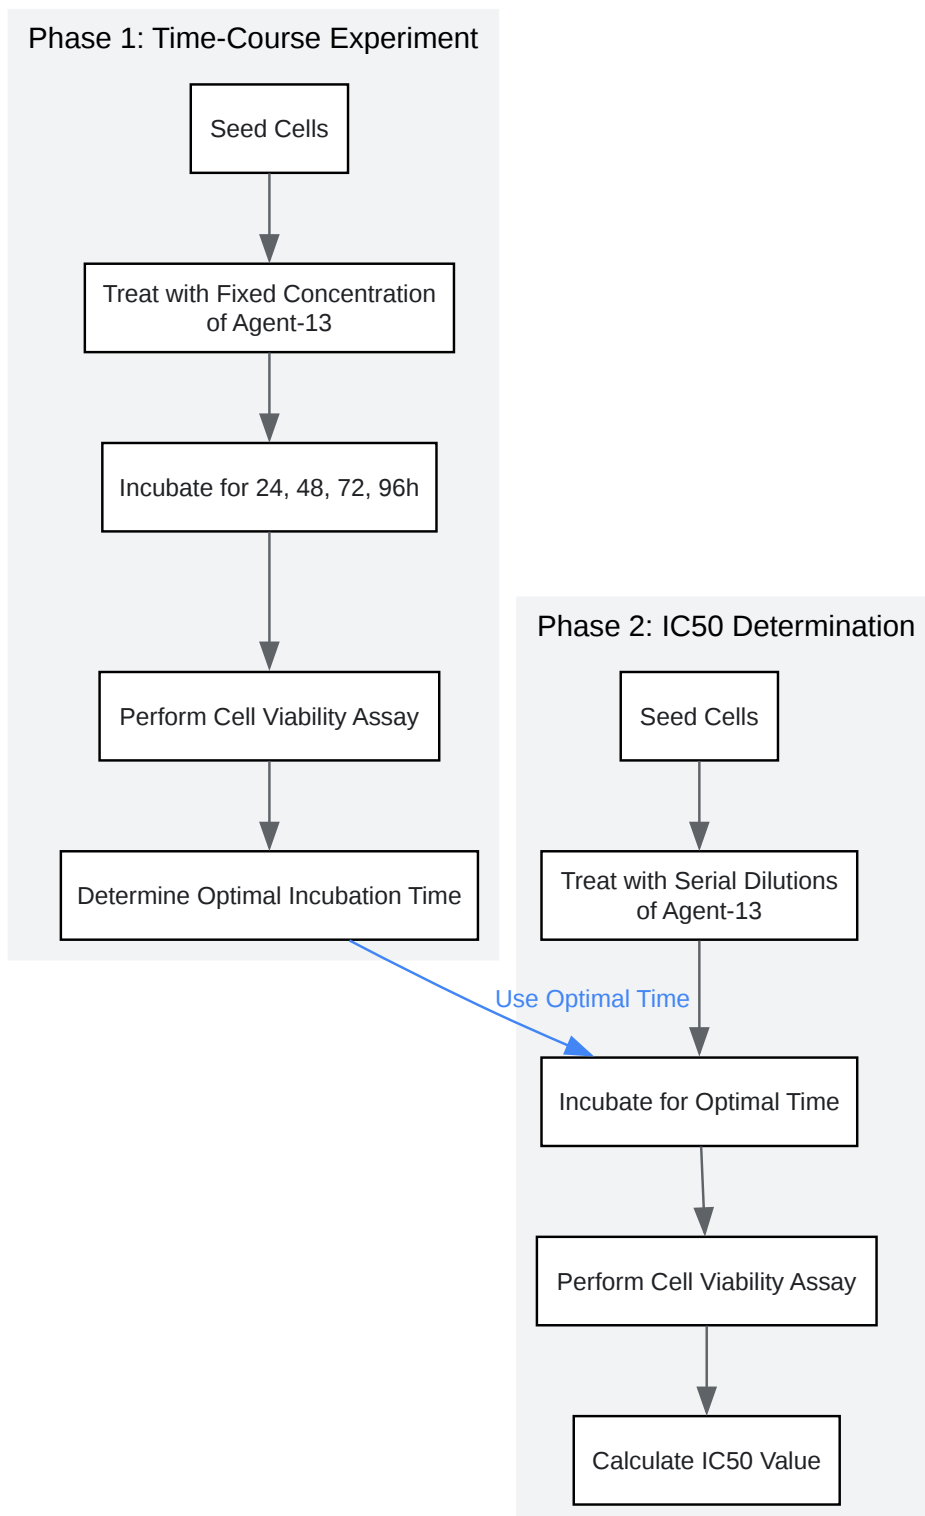 Phase 1: Time-Course Experiment
Seed Cells
Treat with Fixed Concentration
of Agent-13
Incubate for 24, 48, 72, 96h
Perform Cell Viability Assay
Determine Optimal Incubation Time
Use Optimal Time
Phase 2: IC50 Determination
Seed Cells
Treat with Serial Dilutions
of Agent-13
Incubate for Optimal Time
Perform Cell Viability Assay
Calculate IC50 Value